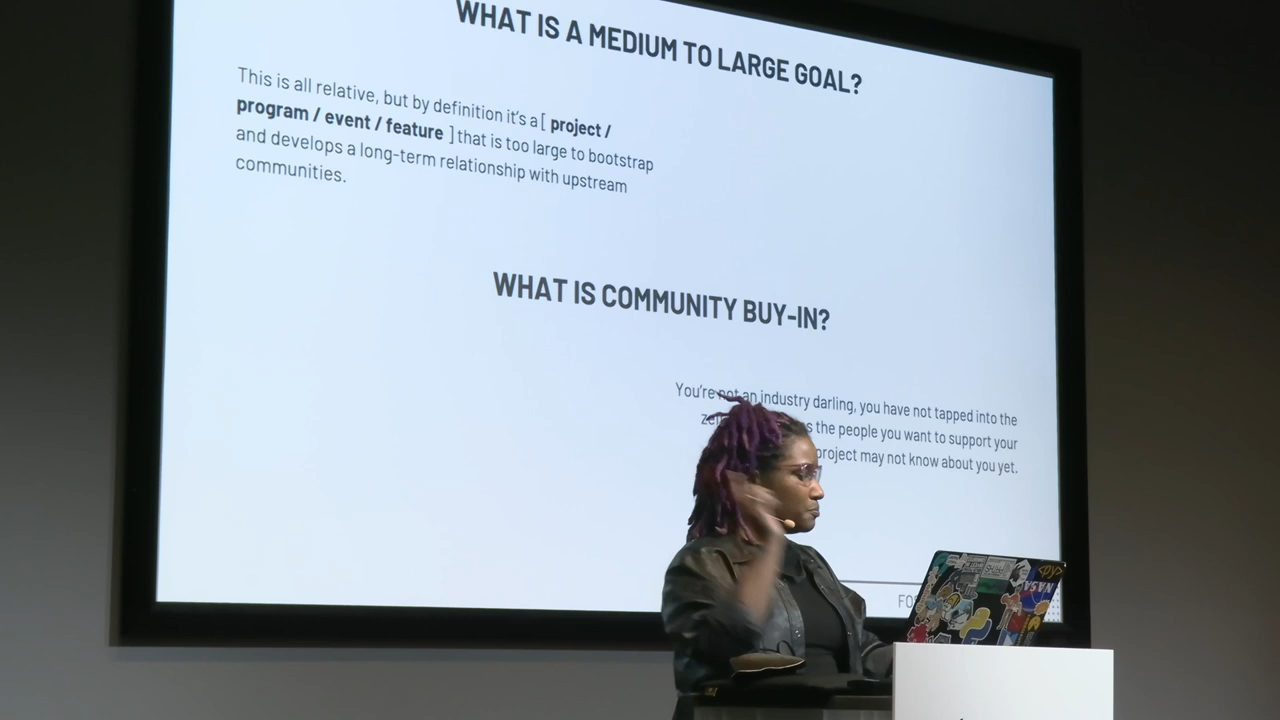 WHAT IS A MEDIUM TO LARGE GOAL?
This is all relative, but by definition it's a [ project /
program / event / feature ] that is too large to bootstrap
and develops a long-term relationship with upstream
communities.
WHAT IS COMMUNITY BUY-IN?
You're not an industry darling, you have not tapped into the
the people you want to support your
project may not know about you yet.
NASA